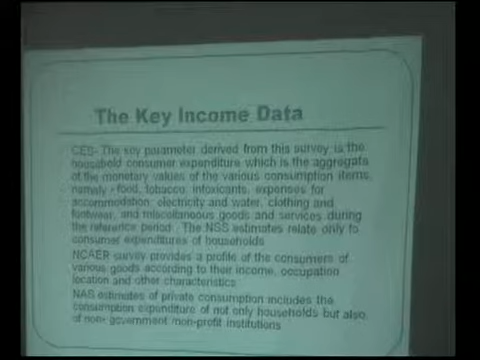 The Key Income Data
CES- The key parameter derived from this survey is the
household consumer expenditure which is the aggregate
of the monetary values of the various consumption items,
namely - food, tobacco, intoxicants, expenses for
accommodation, electricity and water, clothing and
footwear, and miscellaneous goods and services during
the reference period. The NSS estimates relate only to
consumer expenditures of households
NCAER survey provides a profile of the consumers of
various goods according to their income, occupation
location and other characteristics
NAS estimates of private consumption includes the
consumption expenditure of not only households but also
of non- government /non-profit institutions